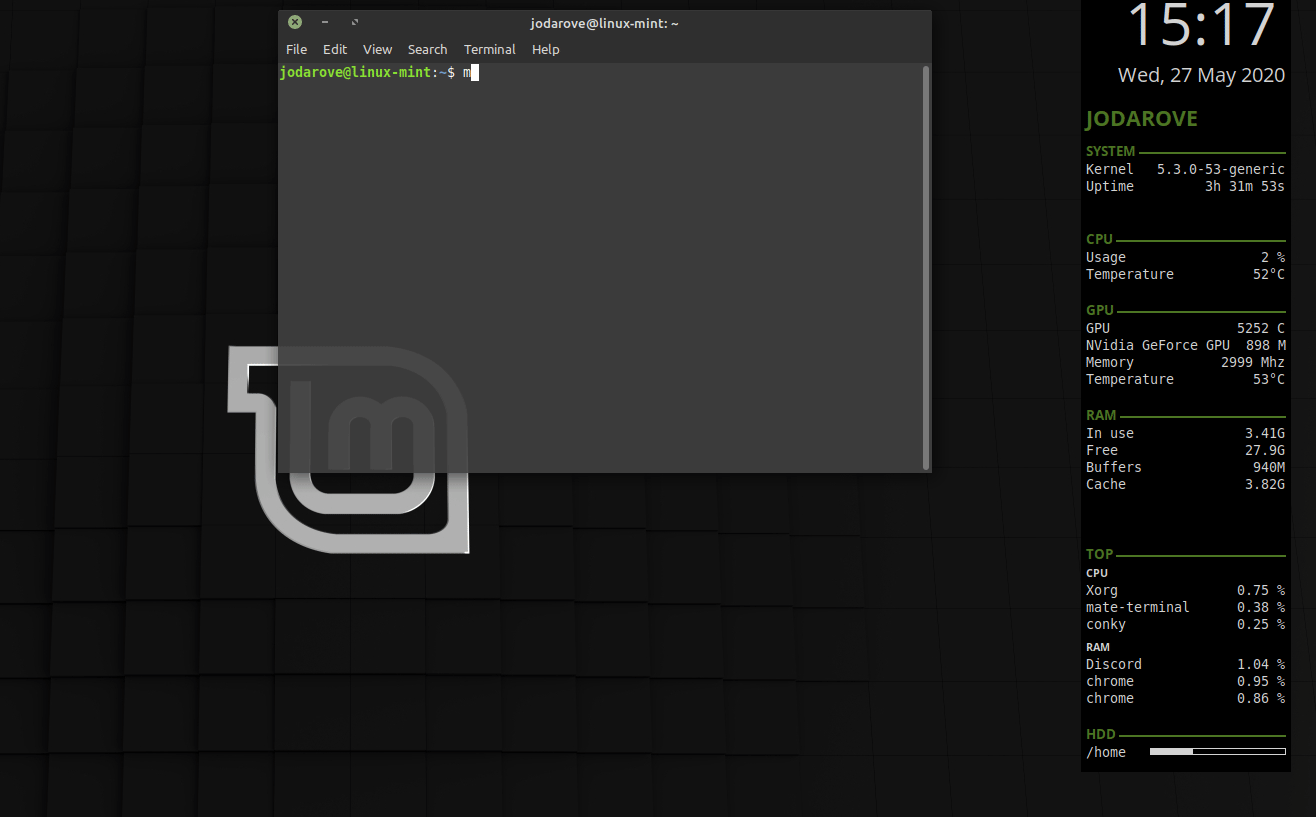 jodarove@linux-mint: ~
File Edit View Search Terminal Help
jodarove@linux-mint:~$ m
lm
15:17
Wed, 27 May 2020
JODAROVE
SYSTEM
Kernel 5.3.0-53-generic
Uptime 3h 31m 53s
CPU
Usage 2 %
Temperature 52°C
GPU
GPU 5252 C
NVidia GeForce GPU 898 M
Memory 2999 Mhz
Temperature 53°C
RAM
In use 3.41G
Free 27.9G
Buffers 940M
Cache 3.82G
TOP
CPU
Xorg 0.75 %
mate-terminal 0.38 %
conky 0.25 %
RAM
Discord 1.04 %
chrome 0.95 %
chrome 0.86 %
HDD
/home